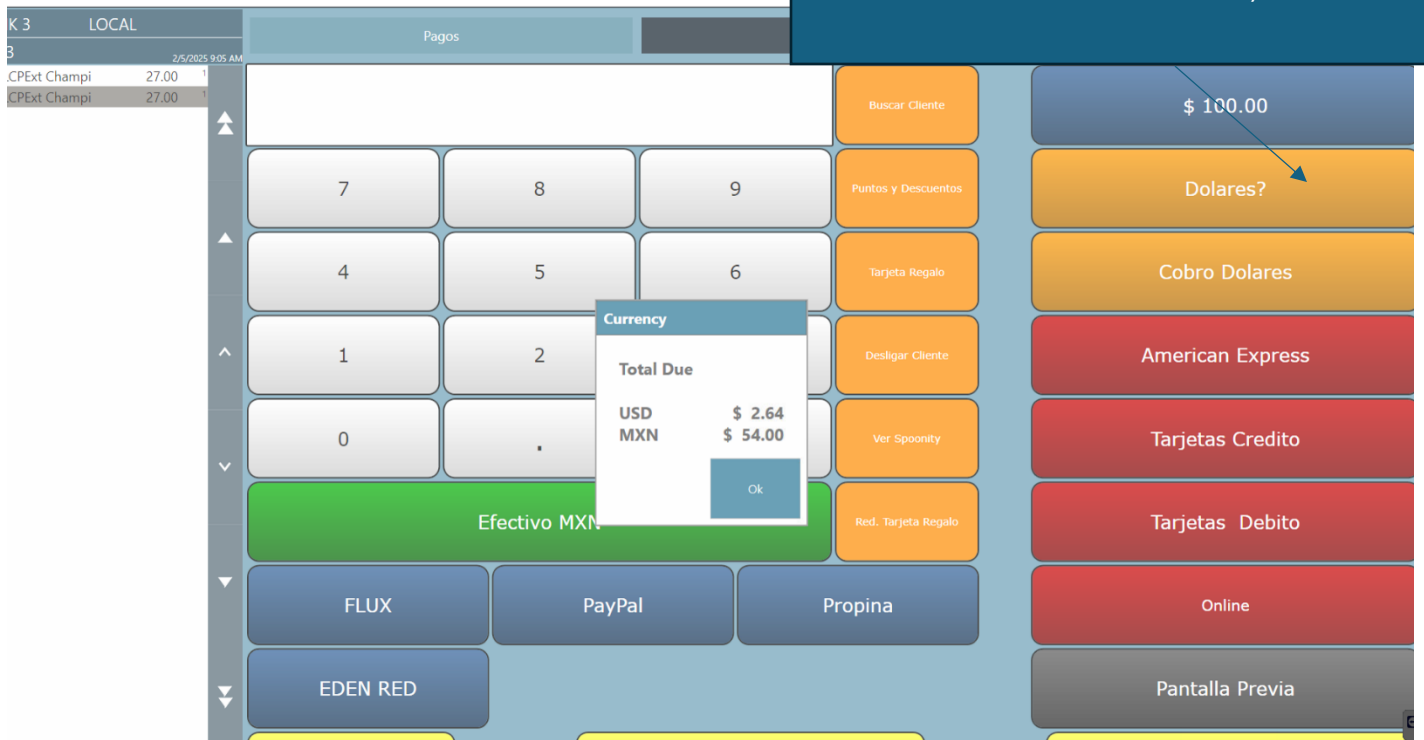 K 3 LOCAL
3
2/5/2025 9:05 AM
CPExt Champi 27.00 1
CPExt Champi 27.00 1
Pagos
Buscar Cliente
$ 100.00
7 8 9
Puntos y Descuentos
Dolares?
4 5 6
Tarjeta Regalo
Cobro Dolares
1 2
Desligar Cliente
American Express
0 .
Ver Spoonity
Tarjetas Credito
Currency
Total Due
USD $ 2.64
MXN $ 54.00
Ok
Efectivo MXN
Red. Tarjeta Regalo
Tarjetas Debito
FLUX PayPal Propina
Online
EDEN RED
Pantalla Previa